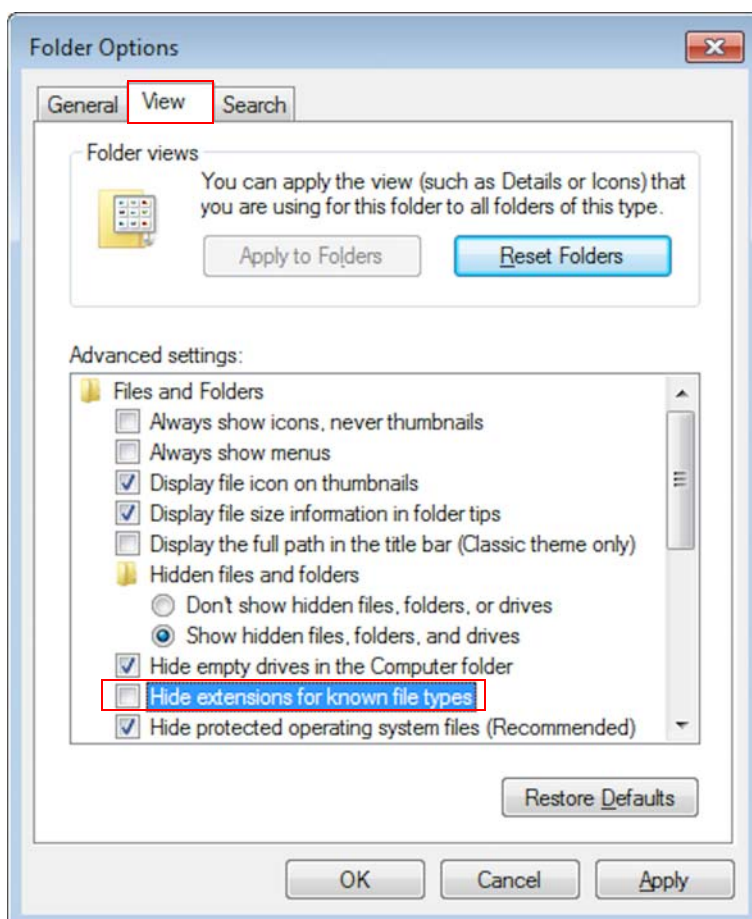 Folder Options
General View Search
Folder views
You can apply the view (such as Details or Icons) that
you are using for this folder to all folders of this type.
Apply to Folders Reset Folders
Advanced settings:
Files and Folders
Always show icons, never thumbnails
Always show menus
Display file icon on thumbnails
Display file size information in folder tips
Display the full path in the title bar (Classic theme only)
Hidden files and folders
Don't show hidden files, folders, or drives
Show hidden files, folders, and drives
Hide empty drives in the Computer folder
Hide extensions for known file types
Hide protected operating system files (Recommended)
Restore Defaults
OK Cancel Apply